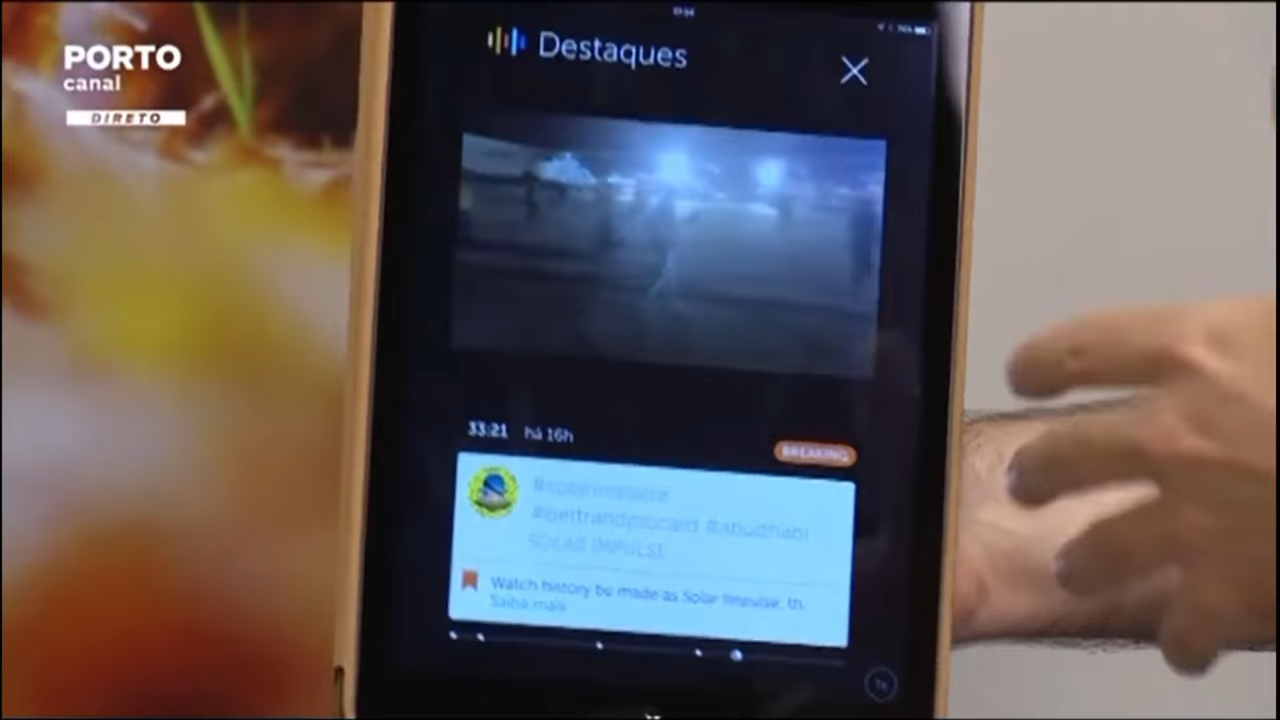 PORTO
canal
DIRETO
Destaques
33:21 há 16h
BREAKING
#solarimpulse
#bertrandpiccard #abudhabi
SOLAR IMPULSE
Watch history be made as Solar Impulse, th
Saiba mais